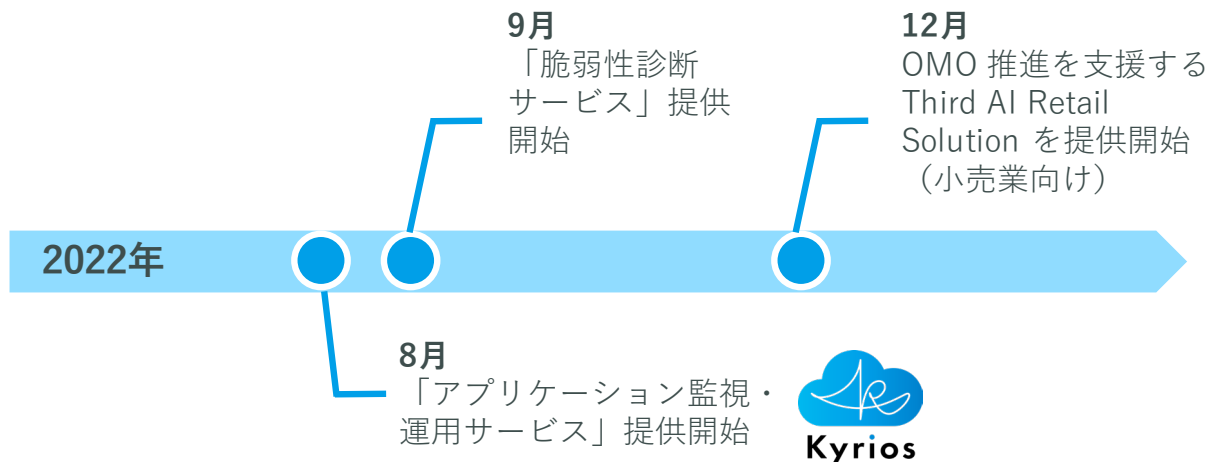 9月
「脆弱性診断
サービス」提供
開始
12月
OMO 推進を支援する
Third AI Retail
Solution を提供開始
（小売業向け）
2022年
8月
「アプリケーション監視・
運用サービス」提供開始
Kyrios